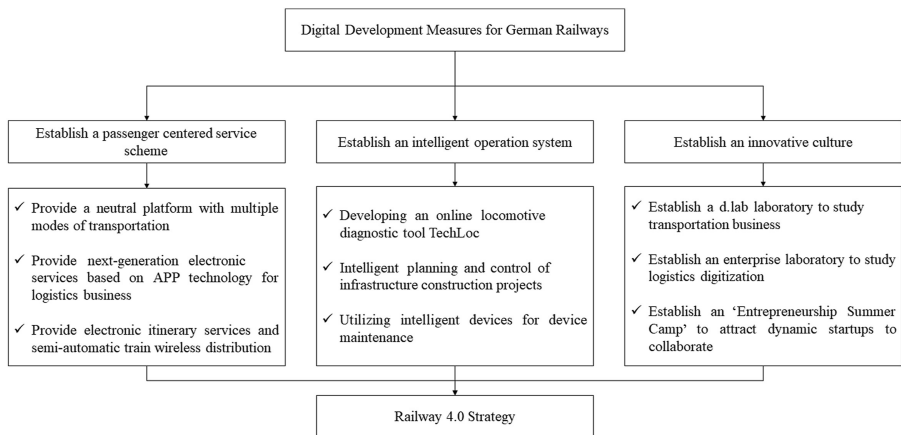 Digital Development Measures for German Railways
Establish a passenger centered service
scheme
Establish an intelligent operation system
Establish an innovative culture
✓ Provide a neutral platform with multiple
modes of transportation
✓ Provide next-generation electronic
services based on APP technology for
logistics business
✓ Provide electronic itinerary services and
semi-automatic train wireless distribution
✓ Developing an online locomotive
diagnostic tool TechLoc
✓ Intelligent planning and control of
infrastructure construction projects
✓ Utilizing intelligent devices for device
maintenance
✓ Establish a d.lab laboratory to study
transportation business
✓ Establish an enterprise laboratory to study
logistics digitization
✓ Establish an ‘Entrepreneurship Summer
Camp’ to attract dynamic startups to
collaborate
Railway 4.0 Strategy